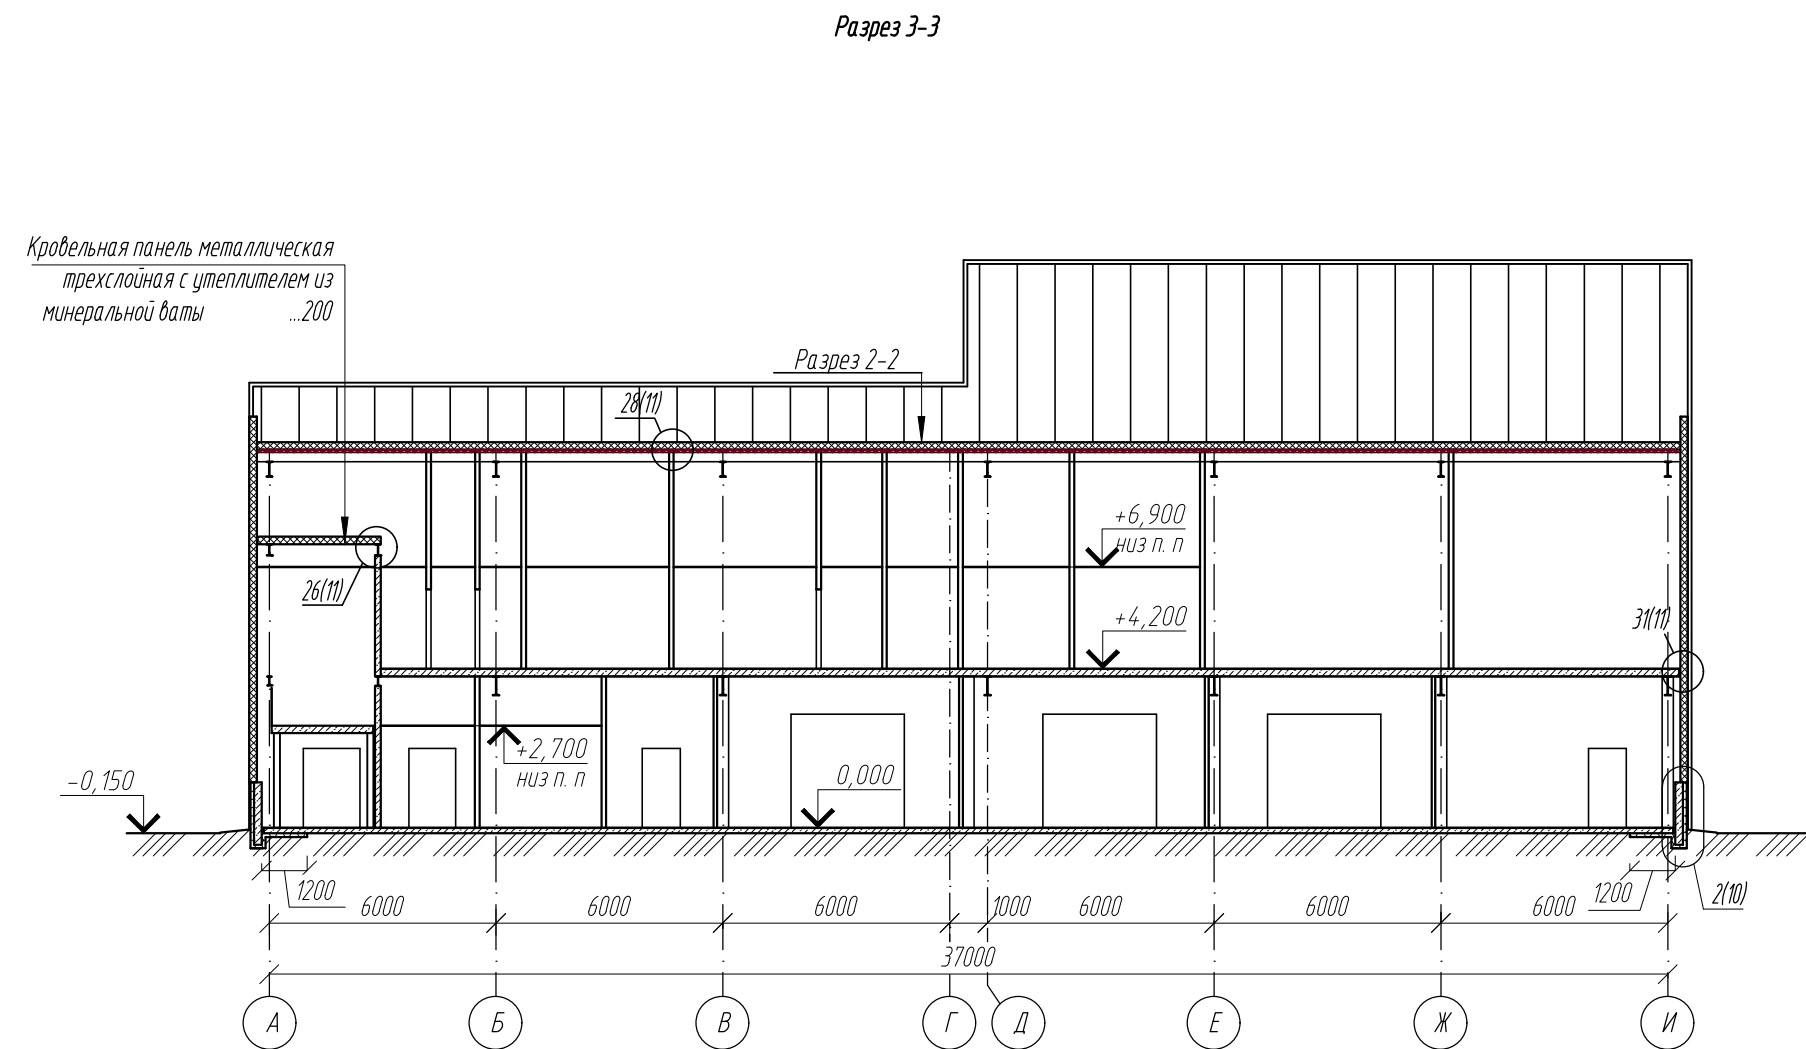 Разрез 3-3
Кровельная панель металлическая
трехслойная с утеплителем из
минеральной ваты ...200
Разрез 2-2
28(11)
+6,900
низ п. п
26(11)
+4,200
31(11)
+2,700
низ п. п
0,000
-0,150
1200
1200
2(10)
6000
6000
6000
1000
6000
6000
6000
37000
А
Б
В
Г
Д
Е
Ж
И